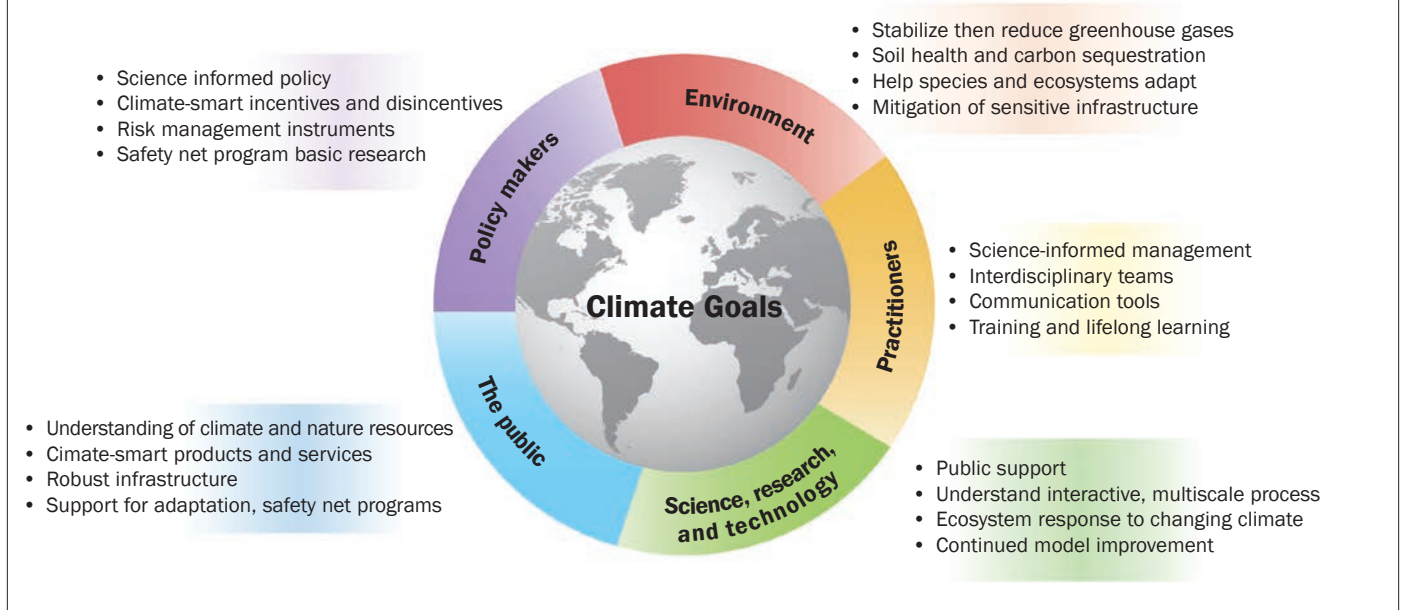 • Science informed policy
• Climate-smart incentives and disincentives
• Risk management instruments
• Safety net program basic research
• Stabilize then reduce greenhouse gases
• Soil health and carbon sequestration
• Help species and ecosystems adapt
• Mitigation of sensitive infrastructure
Policy makers
Environment
Practitioners
• Science-informed management
• Interdisciplinary teams
• Communication tools
• Training and lifelong learning
Climate Goals
The public
• Understanding of climate and nature resources
• Cimate-smart products and services
• Robust infrastructure
• Support for adaptation, safety net programs
Science, research,
and technology
• Public support
• Understand interactive, multiscale process
• Ecosystem response to changing climate
• Continued model improvement